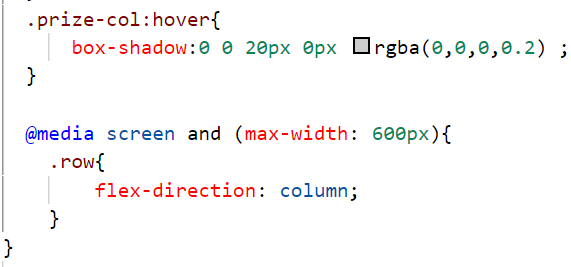 .prize-col:hover{
box-shadow:0 0 20px 0px rgba(0,0,0,0.2) ;
}
@media screen and (max-width: 600px){
.row{
flex-direction: column;
}
}